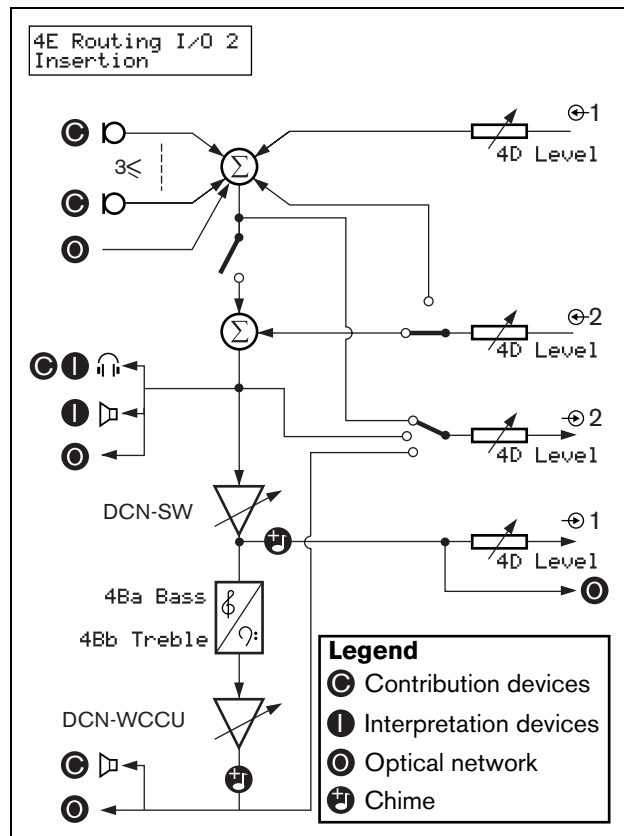 4E Routing I/O 2
Insertion
C
1
4D Level
3⩽
Σ
C
O
2
4D Level
Σ
C I
I
O
2
4D Level
DCN-SW
1
4D Level
O
4Ba Bass
4Bb Treble
DCN-WCCU
C
O
Legend
C Contribution devices
I Interpretation devices
O Optical network
Chime